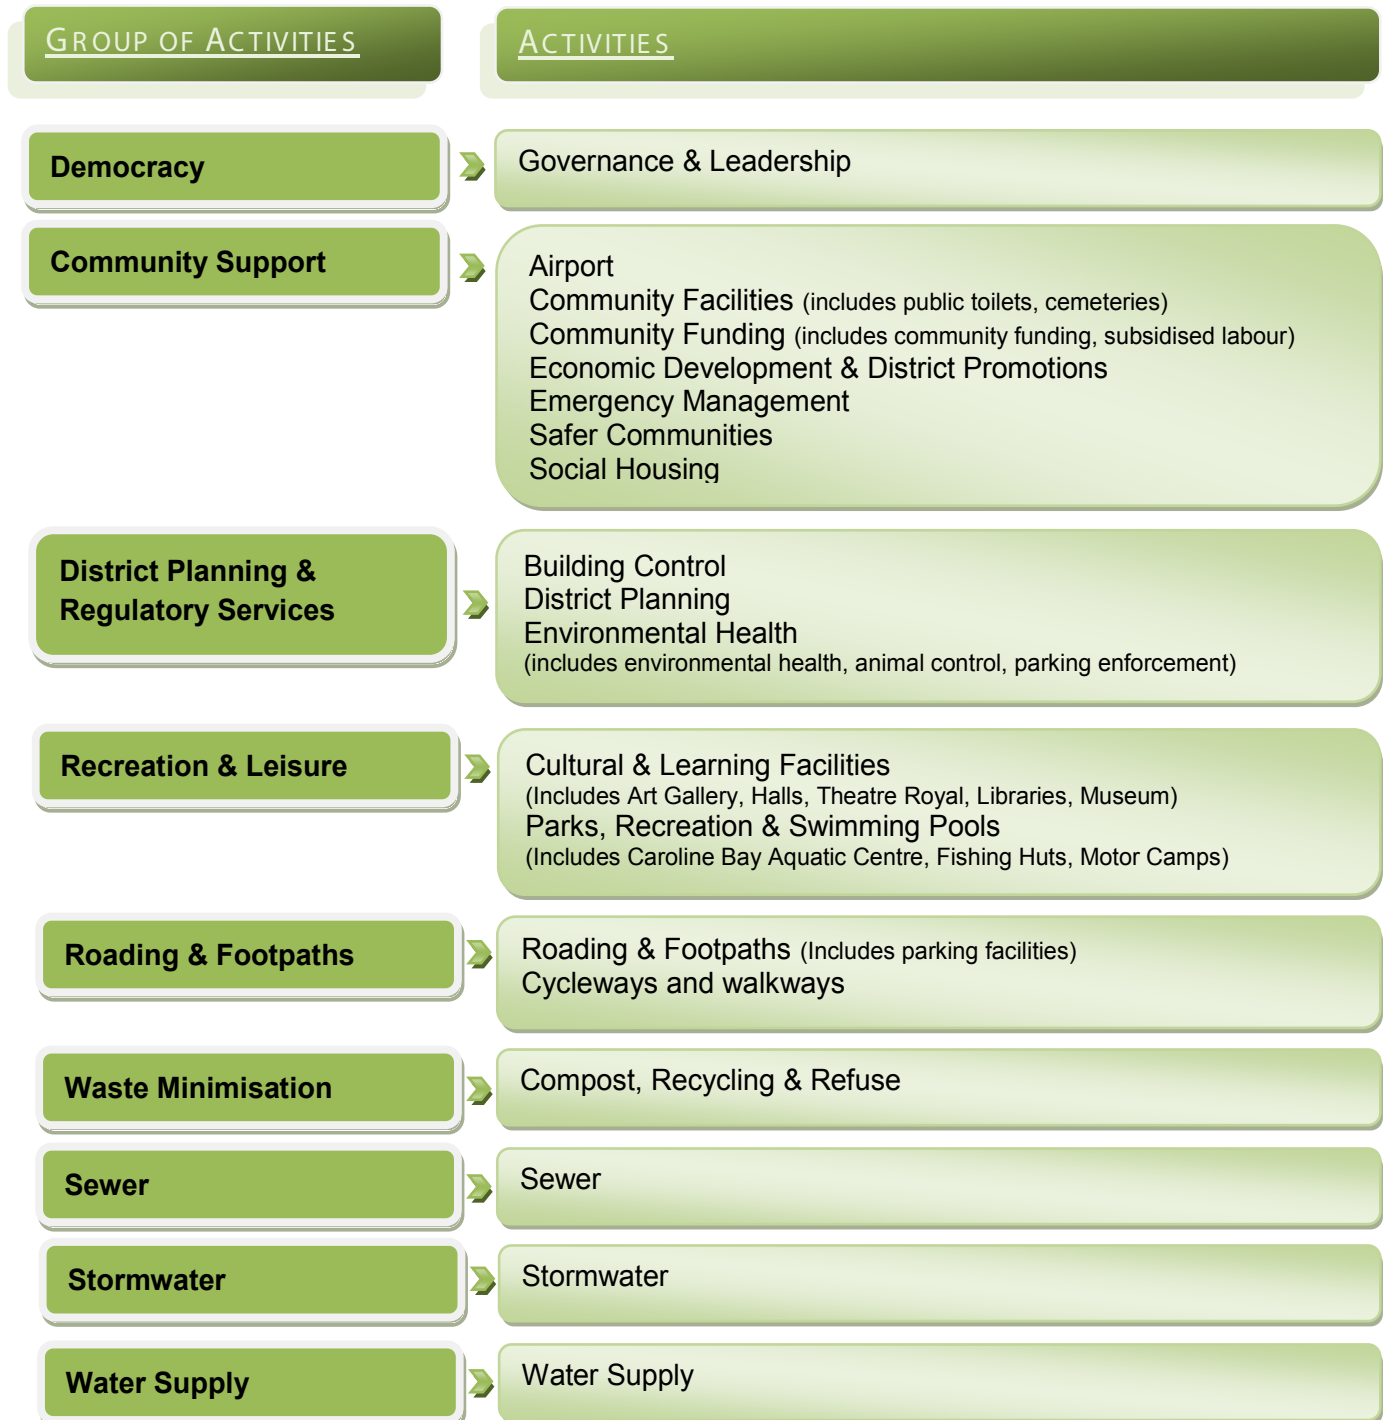 GROUP OF ACTIVITIES
ACTIVITIES
Democracy
Governance & Leadership
Community Support
Airport
Community Facilities (includes public toilets, cemeteries)
Community Funding (includes community funding, subsidised labour)
Economic Development & District Promotions
Emergency Management
Safer Communities
Social Housing
District Planning &
Regulatory Services
Building Control
District Planning
Environmental Health
(includes environmental health, animal control, parking enforcement)
Recreation & Leisure
Cultural & Learning Facilities
(Includes Art Gallery, Halls, Theatre Royal, Libraries, Museum)
Parks, Recreation & Swimming Pools
(Includes Caroline Bay Aquatic Centre, Fishing Huts, Motor Camps)
Roading & Footpaths
Roading & Footpaths (Includes parking facilities)
Cycleways and walkways
Waste Minimisation
Compost, Recycling & Refuse
Sewer
Sewer
Stormwater
Stormwater
Water Supply
Water Supply